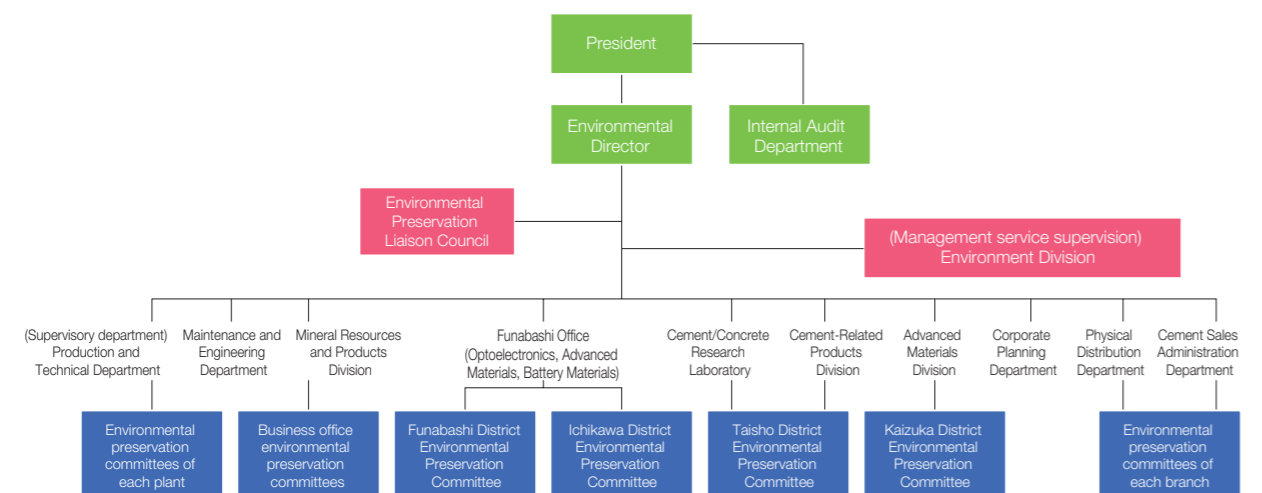 President
Environmental
Director
Internal Audit
Department
Environmental
Preservation
Liaison Council
(Management service supervision)
Environment Division
(Supervisory department)
Production and
Technical Department
Maintenance and
Engineering
Department
Mineral Resources
and Products
Division
Funabashi Office
(Optoelectronics, Advanced
Materials, Battery Materials)
Cement/Concrete
Research
Laboratory
Cement-Related
Products
Division
Advanced
Materials
Division
Corporate
Planning
Department
Physical
Distribution
Department
Cement Sales
Administration
Department
Environmental
preservation
committees of
each plant
Business office
environmental
preservation
committees
Funabashi District
Environmental
Preservation
Committee
Ichikawa District
Environmental
Preservation
Committee
Taisho District
Environmental
Preservation
Committee
Kaizuka District
Environmental
Preservation
Committee
Environmental
preservation
committees of
each branch